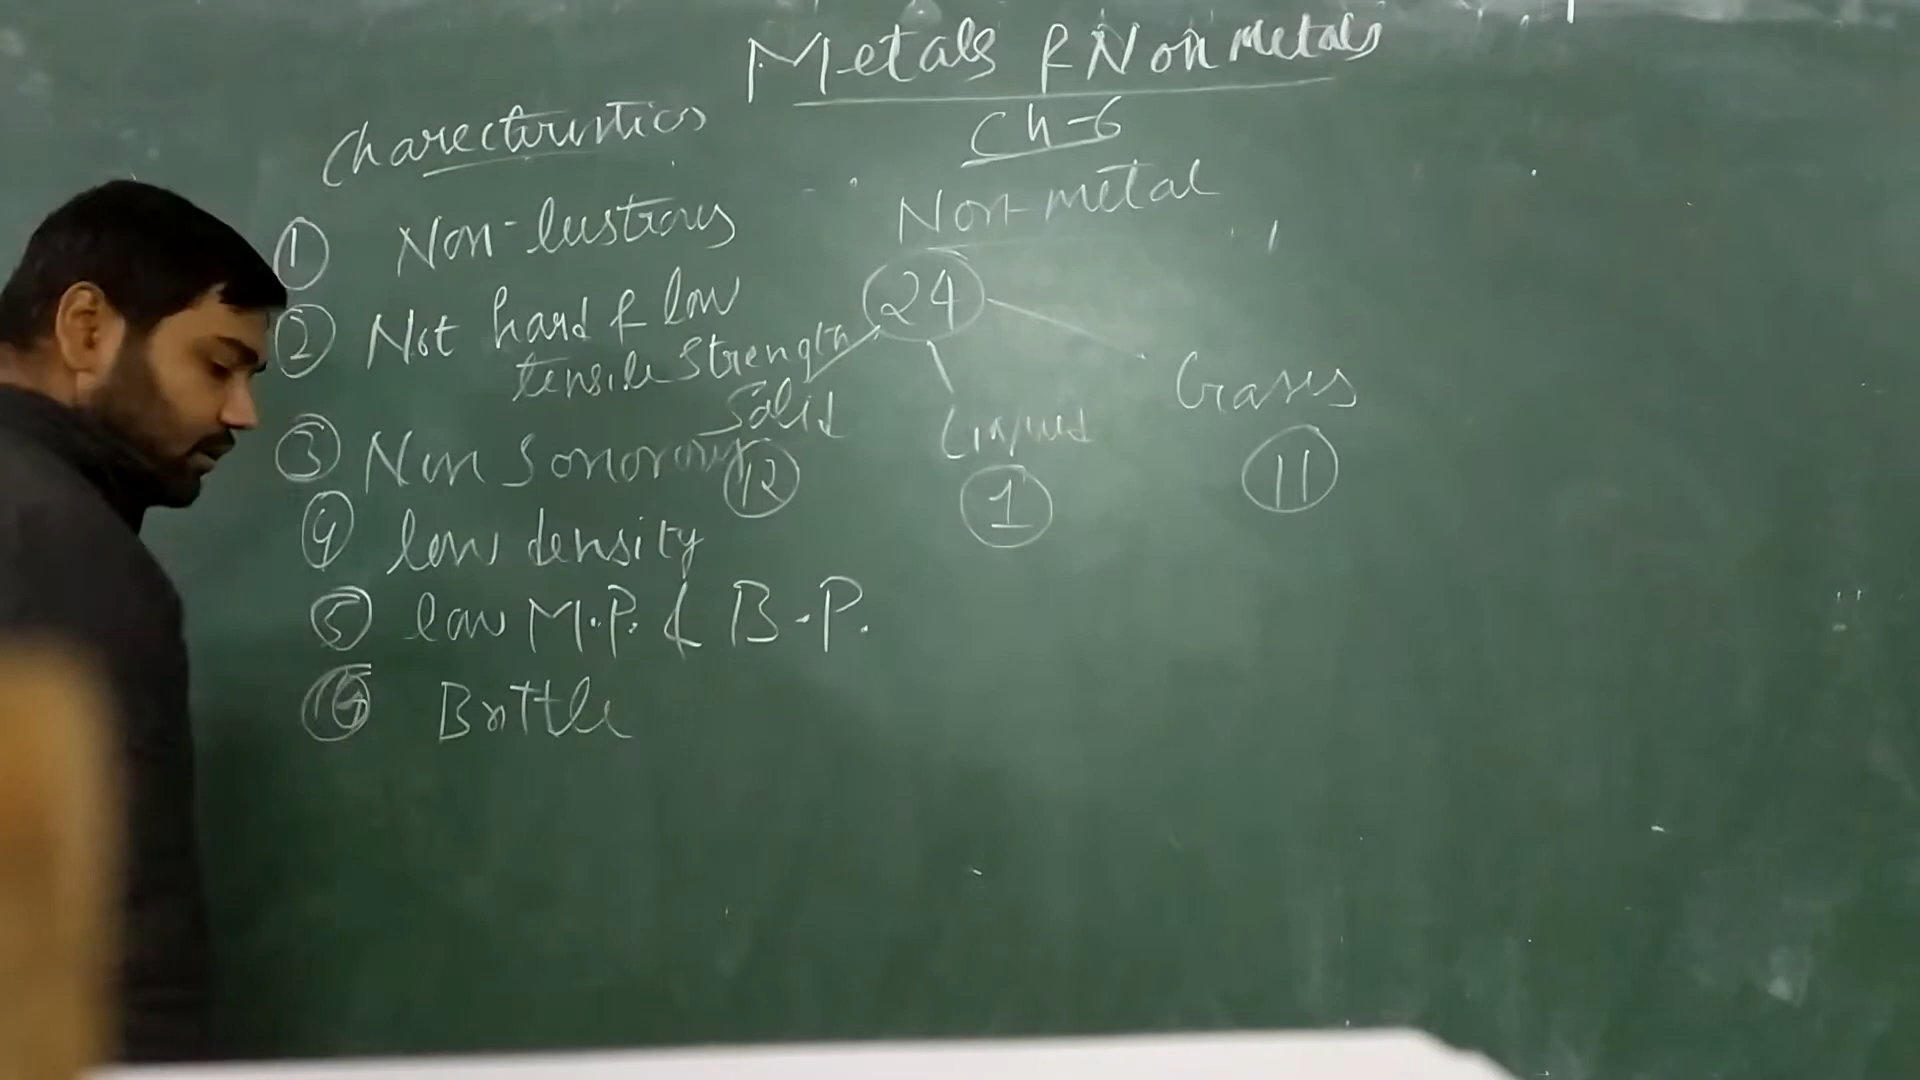 Metals & Non metals
Ch-6
Charecteristics
① Non-lustrous
② Not hard & low
tensile strength
③ Non Sonorous
④ low density
⑤ low M.P. & B.P.
⑥ Brittle
Non-metal
24
Solid
12
Liquid
1
Gases
11